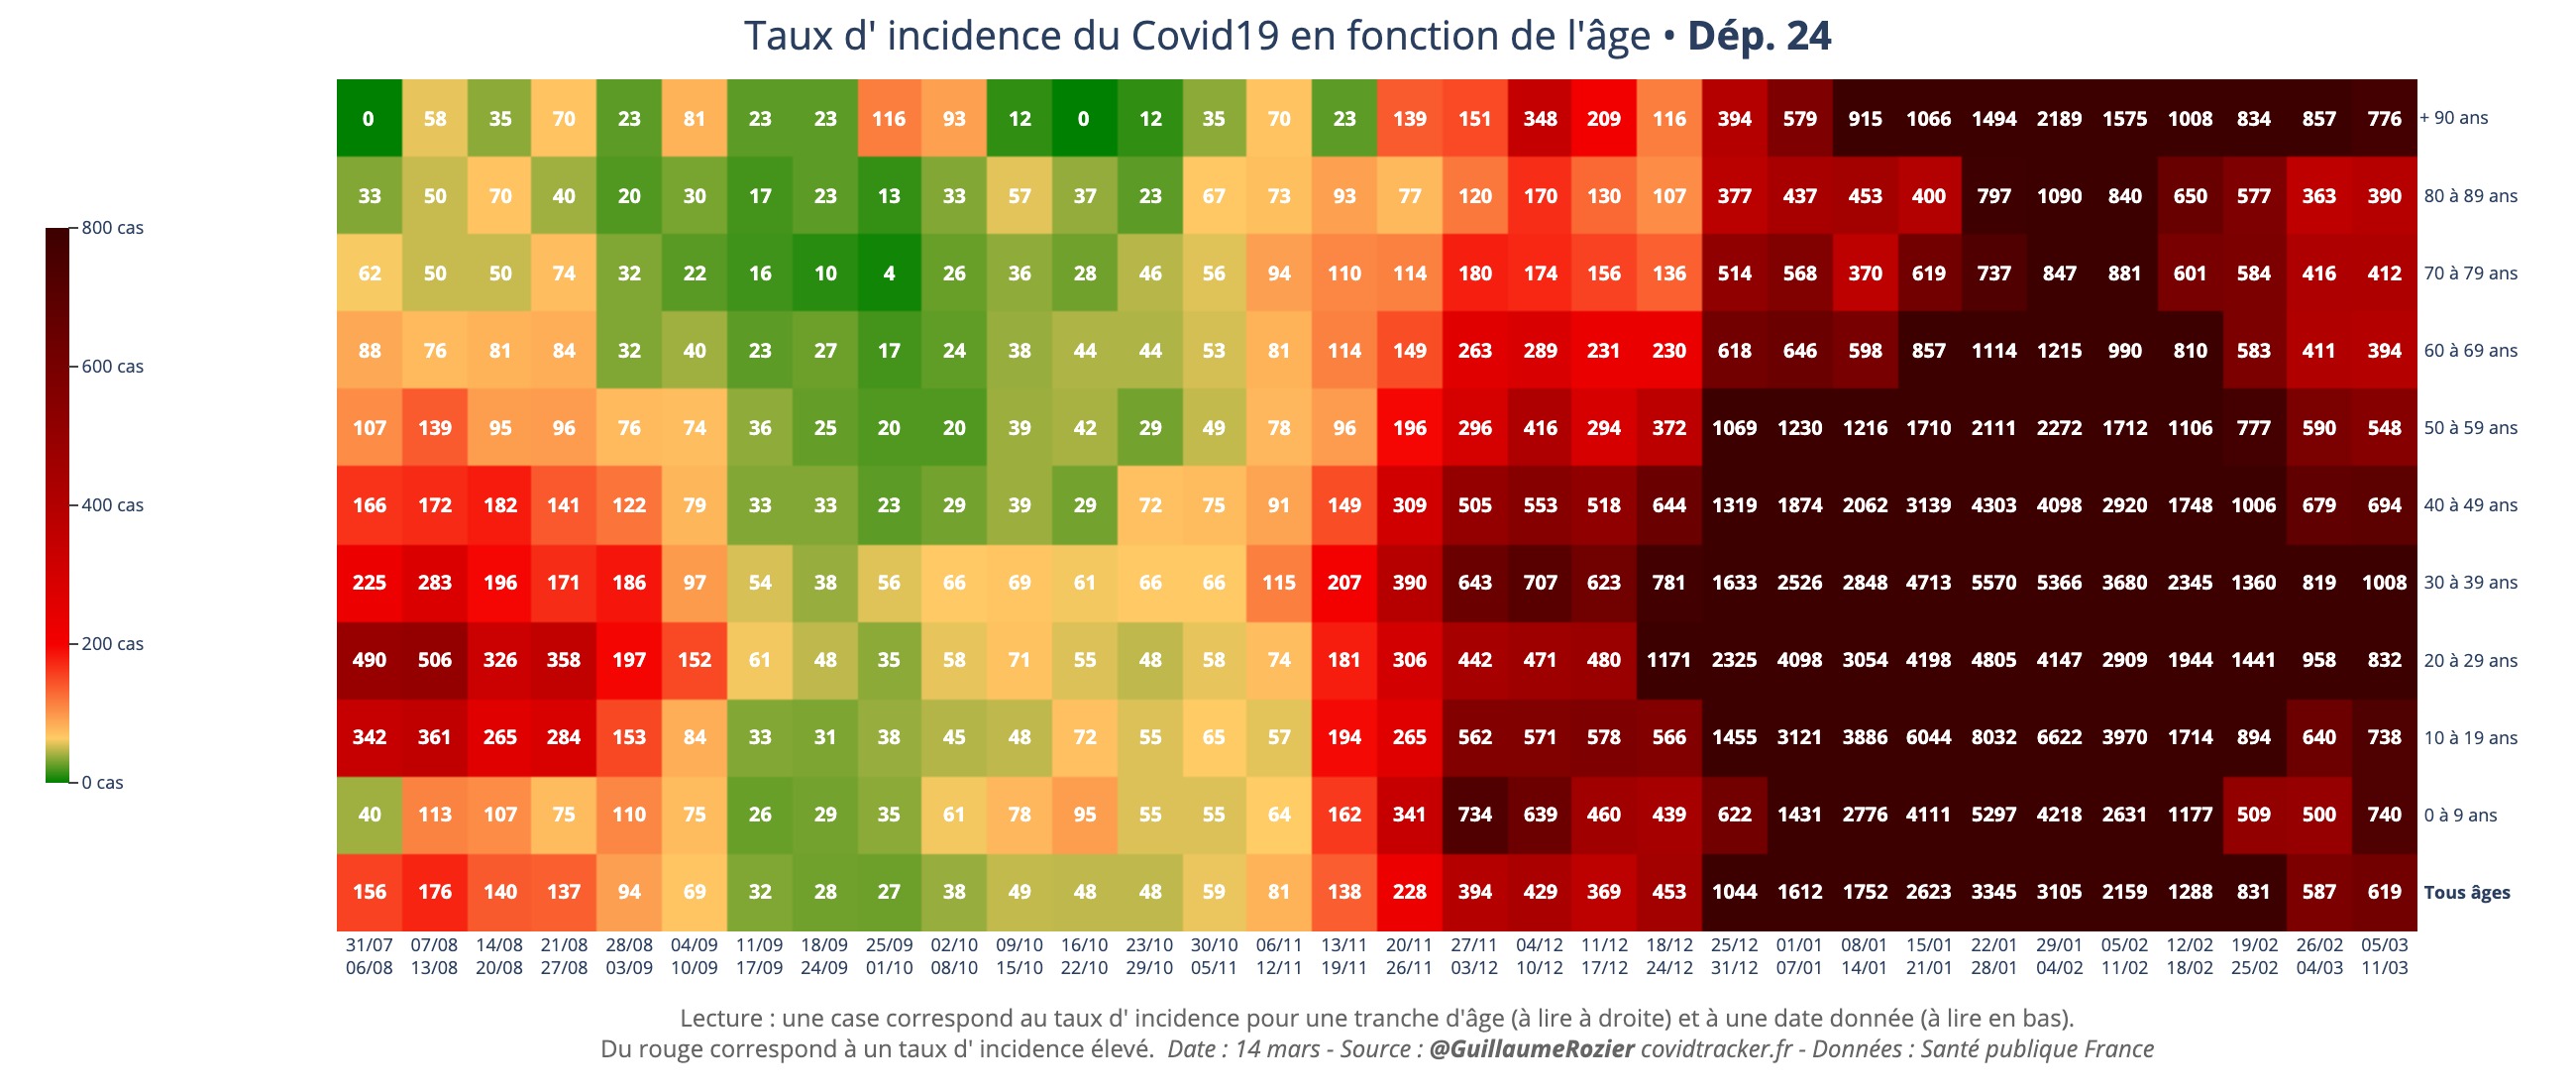 Taux d' incidence du Covid19 en fonction de l'âge • Dép. 24
800 cas
600 cas
400 cas
200 cas
0 cas
0 58 35 70 23 81 23 23 116 93 12 0 12 35 70 23 139 151 348 209 116 394 579 915 1066 1494 2189 1575 1008 834 857 776 + 90 ans
33 50 70 40 20 30 17 23 13 33 57 37 23 67 73 93 77 120 170 130 107 377 437 453 400 797 1090 840 650 577 363 390 80 à 89 ans
62 50 50 74 32 22 16 10 4 26 36 28 46 56 94 110 114 180 174 156 136 514 568 370 619 737 847 881 601 584 416 412 70 à 79 ans
88 76 81 84 32 40 23 27 17 24 38 44 44 53 81 114 149 263 289 231 230 618 646 598 857 1114 1215 990 810 583 411 394 60 à 69 ans
107 139 95 96 76 74 36 25 20 20 39 42 29 49 78 96 196 296 416 294 372 1069 1230 1216 1710 2111 2272 1712 1106 777 590 548 50 à 59 ans
166 172 182 141 122 79 33 33 23 29 39 29 72 75 91 149 309 505 553 518 644 1319 1874 2062 3139 4303 4098 2920 1748 1006 679 694 40 à 49 ans
225 283 196 171 186 97 54 38 56 66 69 61 66 66 115 207 390 643 707 623 781 1633 2526 2848 4713 5570 5366 3680 2345 1360 819 1008 30 à 39 ans
490 506 326 358 197 152 61 48 35 58 71 55 48 58 74 181 306 442 471 480 1171 2325 4098 3054 4198 4805 4147 2909 1944 1441 958 832 20 à 29 ans
342 361 265 284 153 84 33 31 38 45 48 72 55 65 57 194 265 562 571 578 566 1455 3121 3886 6044 8032 6622 3970 1714 894 640 738 10 à 19 ans
40 113 107 75 110 75 26 29 35 61 78 95 55 55 64 162 341 734 639 460 439 622 1431 2776 4111 5297 4218 2631 1177 509 500 740 0 à 9 ans
156 176 140 137 94 69 32 28 27 38 49 48 48 59 81 138 228 394 429 369 453 1044 1612 1752 2623 3345 3105 2159 1288 831 587 619 Tous âges
31/07 07/08 14/08 21/08 28/08 04/09 11/09 18/09 25/09 02/10 09/10 16/10 23/10 30/10 06/11 13/11 20/11 27/11 04/12 11/12 18/12 25/12 01/01 08/01 15/01 22/01 29/01 05/02 12/02 19/02 26/02 05/03
06/08 13/08 20/08 27/08 03/09 10/09 17/09 24/09 01/10 08/10 15/10 22/10 29/10 05/11 12/11 19/11 26/11 03/12 10/12 17/12 24/12 31/12 07/01 14/01 21/01 28/01 04/02 11/02 18/02 25/02 04/03 11/03
Lecture : une case correspond au taux d' incidence pour une tranche d'âge (à lire à droite) et à une date donnée (à lire en bas).
Du rouge correspond à un taux d' incidence élevé. Date : 14 mars - Source : @GuillaumeRozier covidtracker.fr - Données : Santé publique France